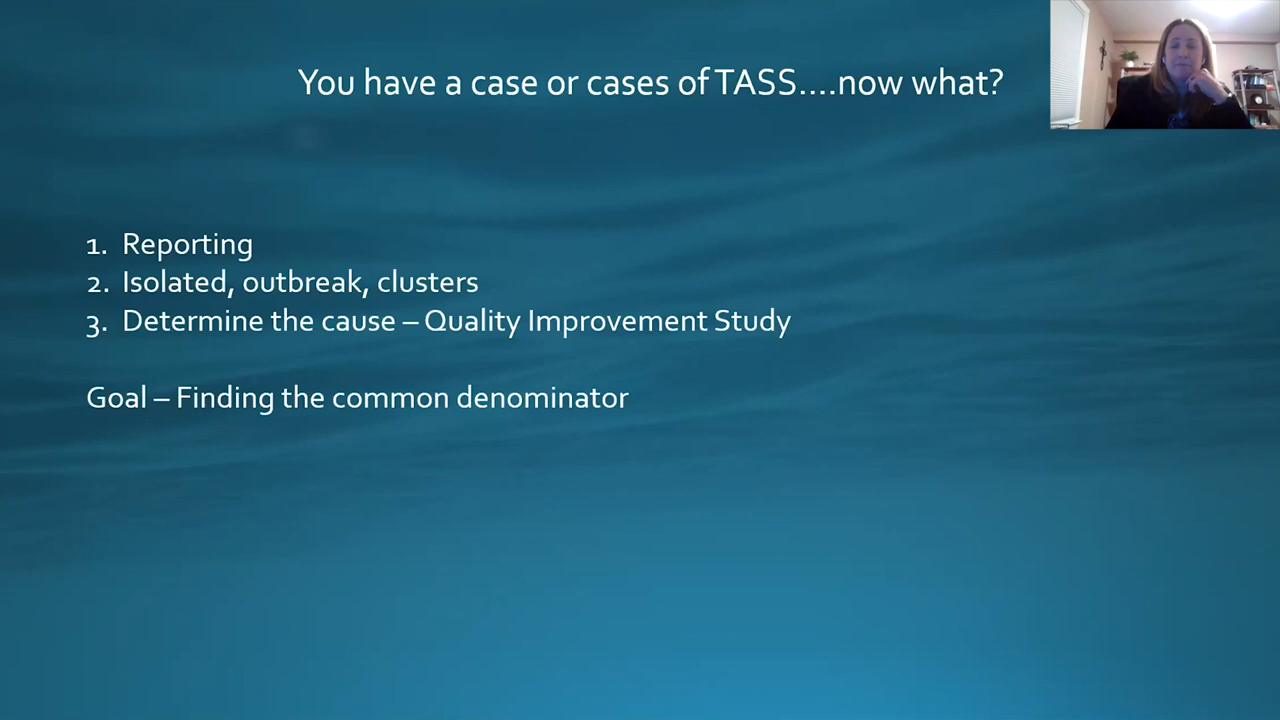 You have a case or cases of TASS....now what?
1. Reporting
2. Isolated, outbreak, clusters
3. Determine the cause – Quality Improvement Study
Goal – Finding the common denominator